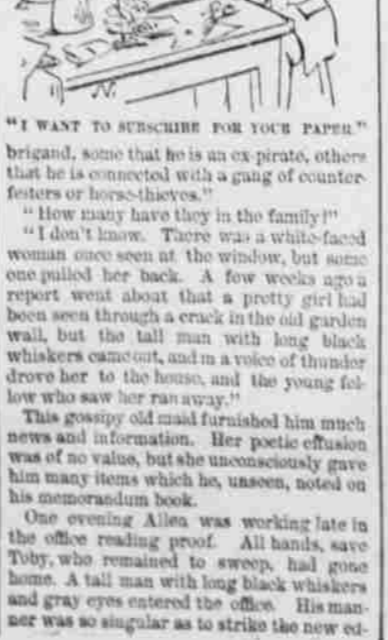 "I WANT TO SUBSCRIBE FOR YOUR PAPER."
brigand, some that he is an ex-pirate, others
that he is connected with a gang of counter-
feiters or horse-thieves."
"How many have they in the family?"
"I don't know. There was a white-faced
woman once seen at the window, but some
one pulled her back. A few weeks ago a
report went about that a pretty girl had
been seen through a crack in the old garden
wall, but the tall man with long black
whiskers came out, and in a voice of thunder
drove her to the house, and the young fel-
low who saw her ran away."
This gossipy old maid furnished him much
news and information. Her poetic effusion
was of no value, but she unconsciously gave
him many items which he, unseen, noted on
his memorandum book.
One evening Allen was working late in
the office reading proof. All hands, save
Toby, who remained to sweep, had gone
home. A tall man with long black whiskers
and gray eyes entered the office. His man-
ner was so singular as to strike the new ed-